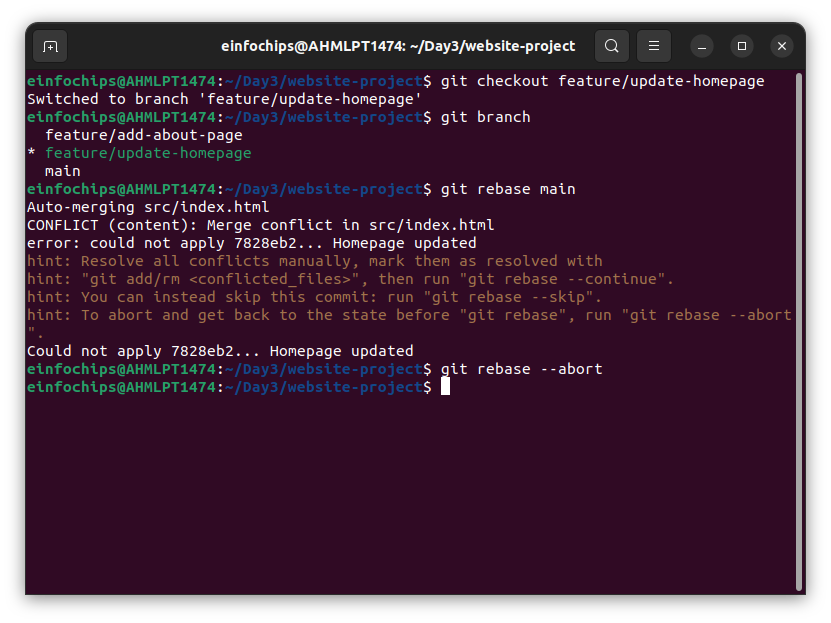 einfochips@AHMLPT1474: ~/Day3/website-project
einfochips@AHMLPT1474:~/Day3/website-project$ git checkout feature/update-homepage
Switched to branch 'feature/update-homepage'
einfochips@AHMLPT1474:~/Day3/website-project$ git branch
  feature/add-about-page
* feature/update-homepage
  main
einfochips@AHMLPT1474:~/Day3/website-project$ git rebase main
Auto-merging src/index.html
CONFLICT (content): Merge conflict in src/index.html
error: could not apply 7828eb2... Homepage updated
hint: Resolve all conflicts manually, mark them as resolved with
hint: "git add/rm <conflicted_files>", then run "git rebase --continue".
hint: You can instead skip this commit: run "git rebase --skip".
hint: To abort and get back to the state before "git rebase", run "git rebase --abort
".
Could not apply 7828eb2... Homepage updated
einfochips@AHMLPT1474:~/Day3/website-project$ git rebase --abort
einfochips@AHMLPT1474:~/Day3/website-project$